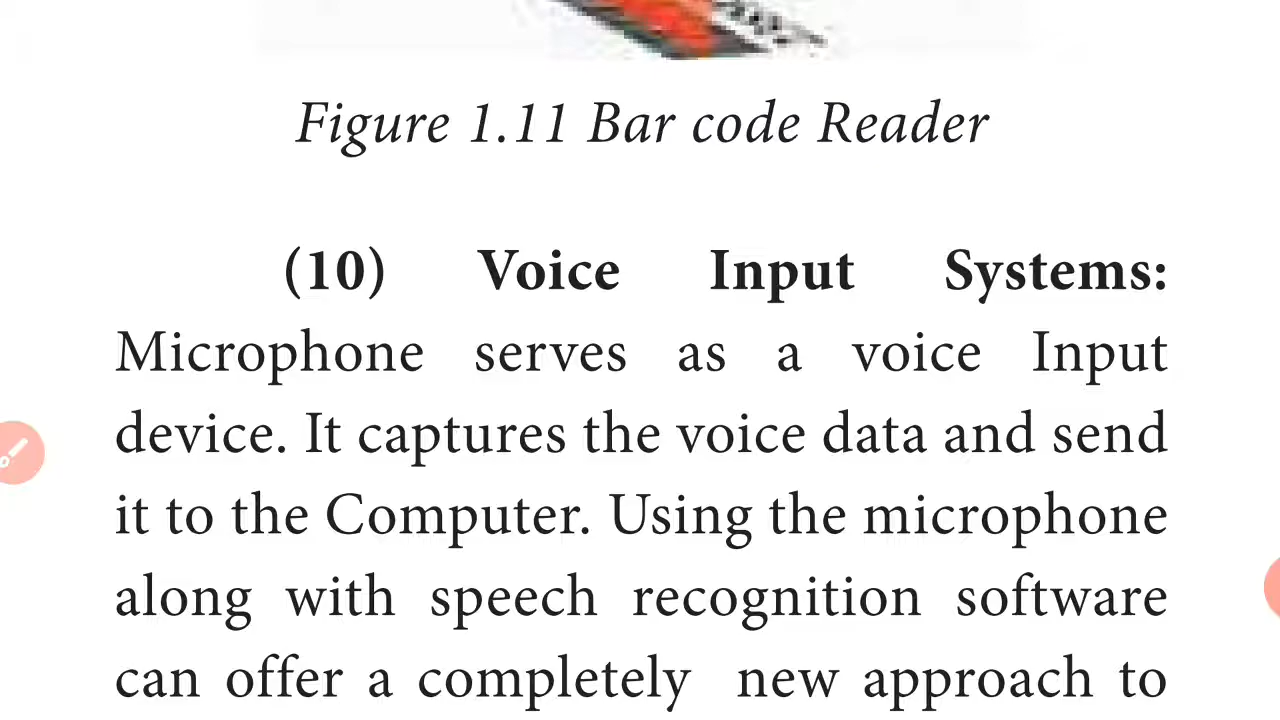 Figure 1.11 Bar code Reader
(10) Voice Input Systems:
Microphone serves as a voice Input
device. It captures the voice data and send
it to the Computer. Using the microphone
along with speech recognition software
can offer a completely new approach to